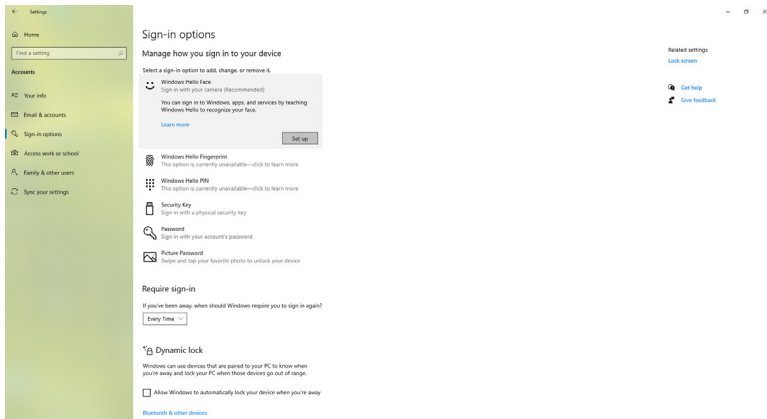 Settings
Home
Find a setting
Accounts
Your info
Email & accounts
Sign-in options
Access work or school
Family & other users
Sync your settings
Sign-in options
Manage how you sign in to your device
Select a sign-in option to add, change, or remove it.
Windows Hello Face
Sign in with your camera (Recommended)
You can sign in to Windows, apps, and services by teaching
Windows Hello to recognize your face.
Learn more
Set up
Windows Hello Fingerprint
This option is currently unavailable—click to learn more
Windows Hello PIN
This option is currently unavailable—click to learn more
Security Key
Sign in with a physical security key
Password
Sign in with your account's password
Picture Password
Swipe and tap your favorite photo to unlock your device
Require sign-in
If you've been away, when should Windows require you to sign in again?
Every Time
Dynamic lock
Windows can use devices that are paired to your PC to know when
you're away and lock your PC when those devices go out of range.
Allow Windows to automatically lock your device when you're away
Bluetooth & other devices
Related settings
Lock screen
Get help
Give feedback